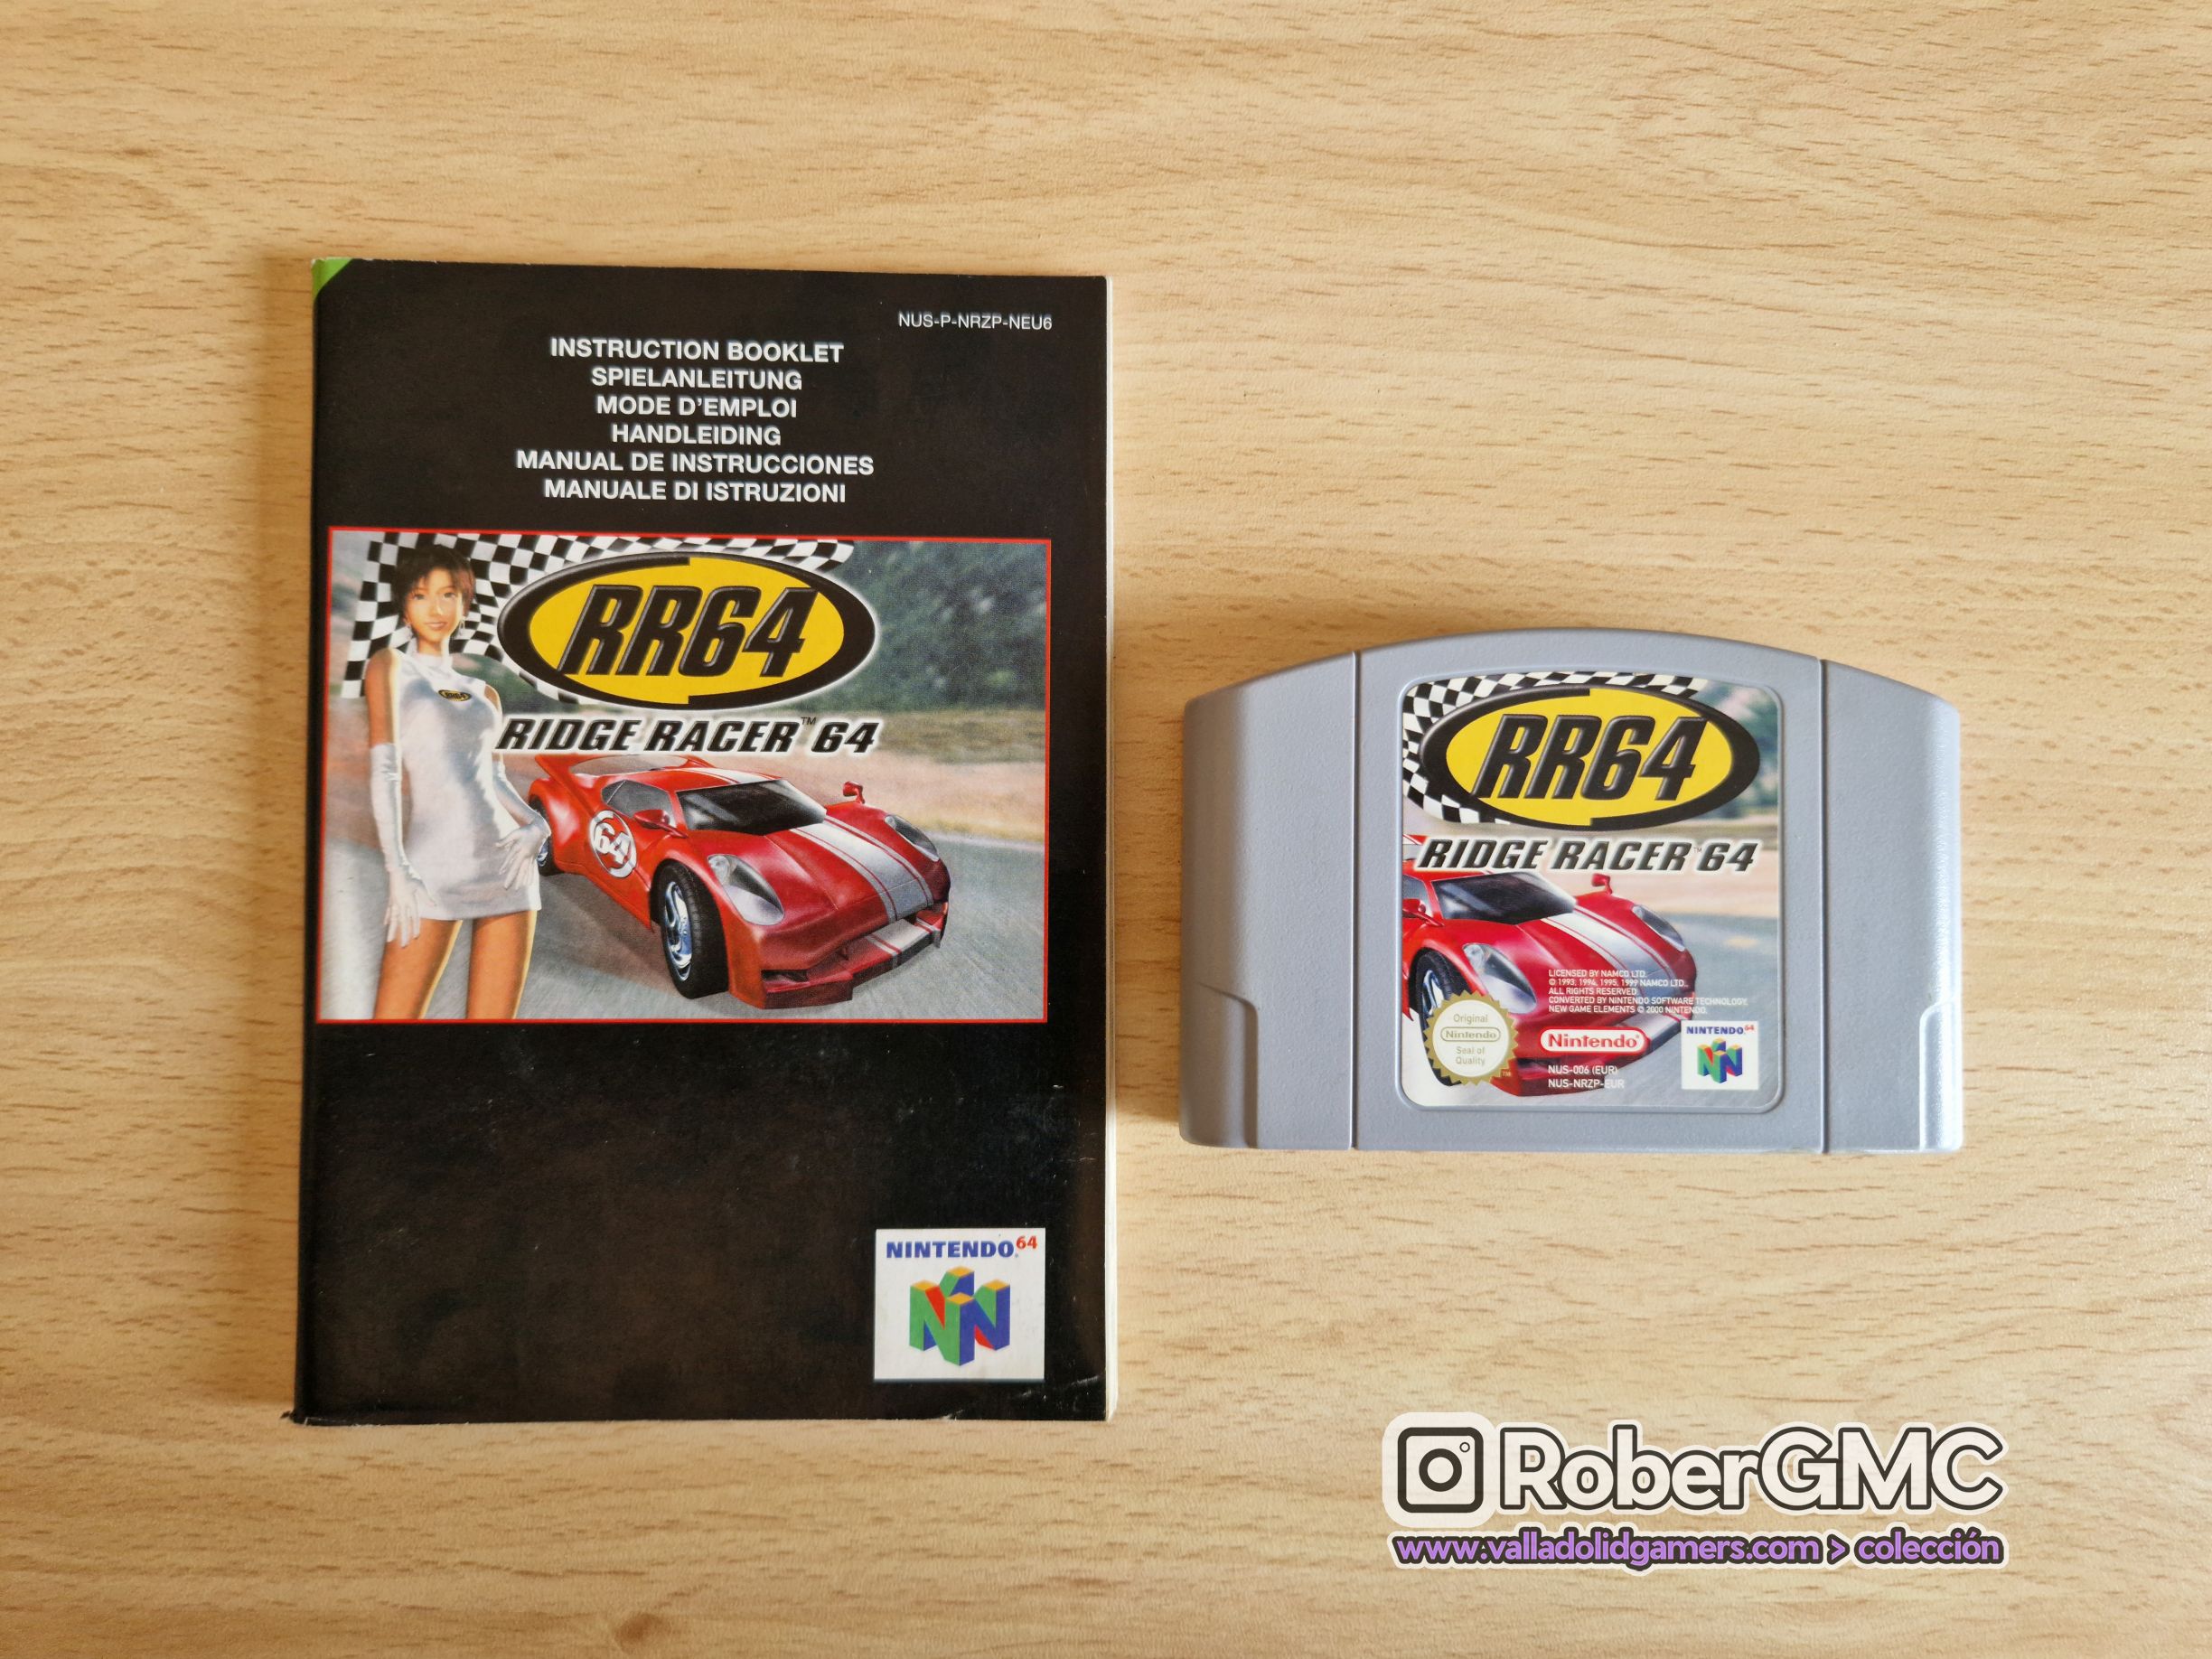 NUS-P-NRZP-NEU6
INSTRUCTION BOOKLET
SPIELANLEITUNG
MODE D'EMPLOI
HANDLEIDING
MANUAL DE INSTRUCCIONES
MANUALE DI ISTRUZIONI
RR64
RIDGE RACER™ 64
RR64
64
NINTENDO64
RR64
RIDGE RACER™ 64
LICENSED BY NAMCO LTD.
© 1993, 1994, 1995, 1999 NAMCO LTD.,
ALL RIGHTS RESERVED.
CONVERTED BY NINTENDO SOFTWARE TECHNOLOGY.
NEW GAME ELEMENTS © 2000 NINTENDO.
Original
Nintendo
Seal of
Quality
Nintendo
NINTENDO64
NUS-006 (EUR)
NUS-NRZP-EUR
RoberGMC
www.valladolidgamers.com > colección